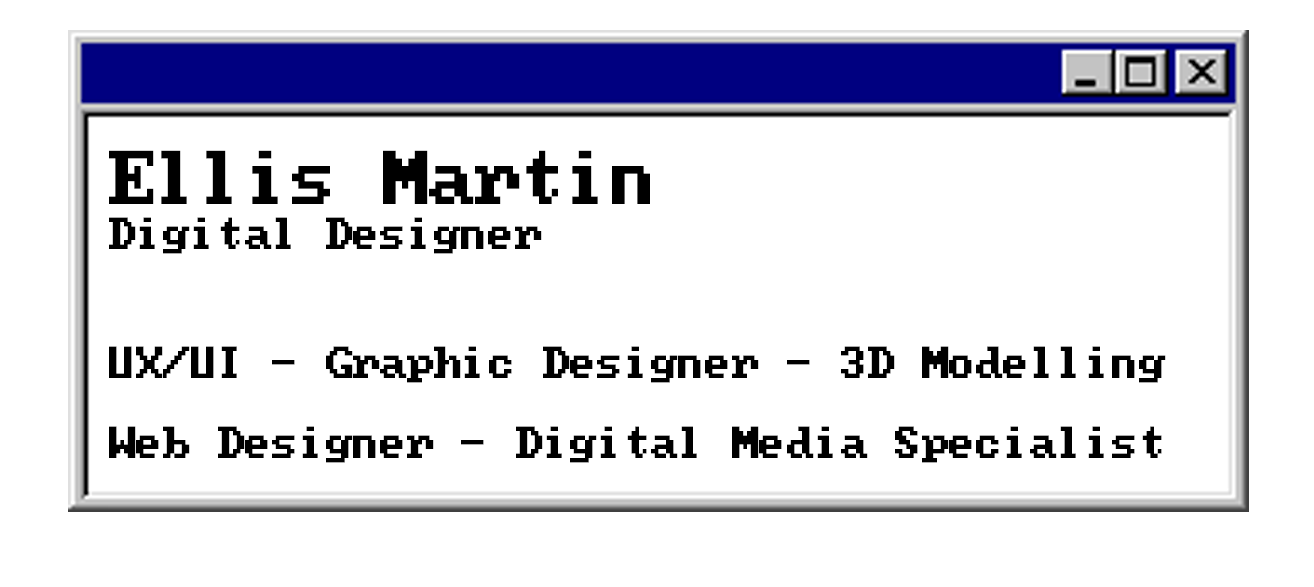 Ellis Martin
Digital Designer
UX/UI - Graphic Designer - 3D Modelling
Web Designer - Digital Media Specialist